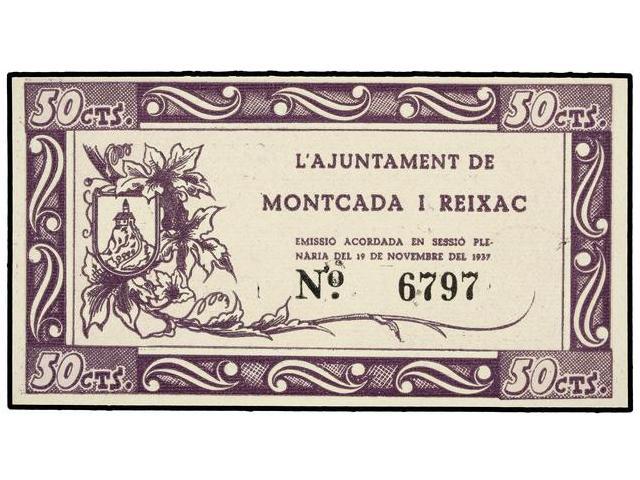 50 CTS. 50 CTS.
L'AJUNTAMENT DE
MONTCADA I REIXAC
EMISSIÓ ACORDADA EN SESSIÓ PLE-
NÀRIA DEL 19 DE NOVEMBRE DEL 1937
Nº. 6797
50 CTS. 50 CTS.